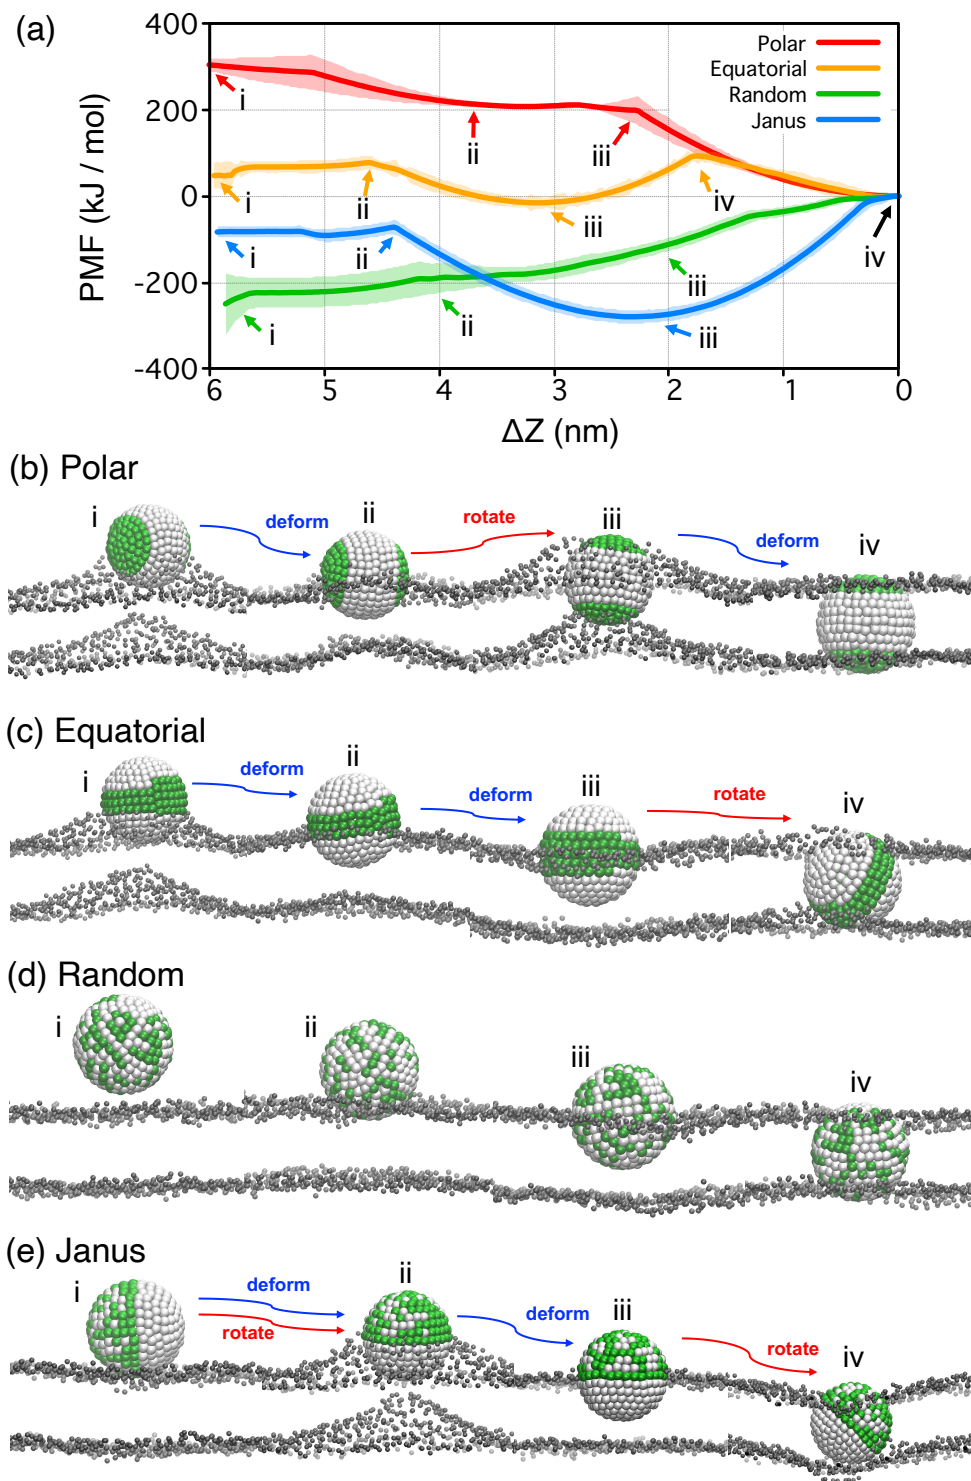 (a)
400
200
0
-200
-400
PMF (kJ / mol)
Polar
Equatorial
Random
Janus
i
ii
iii
i
ii
iii
iv
iv
i
ii
iii
i
ii
iii
6
5
4
3
2
1
0
ΔZ (nm)
(b) Polar
i
deform
ii
rotate
iii
deform
iv
(c) Equatorial
i
deform
ii
deform
iii
rotate
iv
(d) Random
i
ii
iii
iv
(e) Janus
i
deform
rotate
ii
deform
iii
rotate
iv